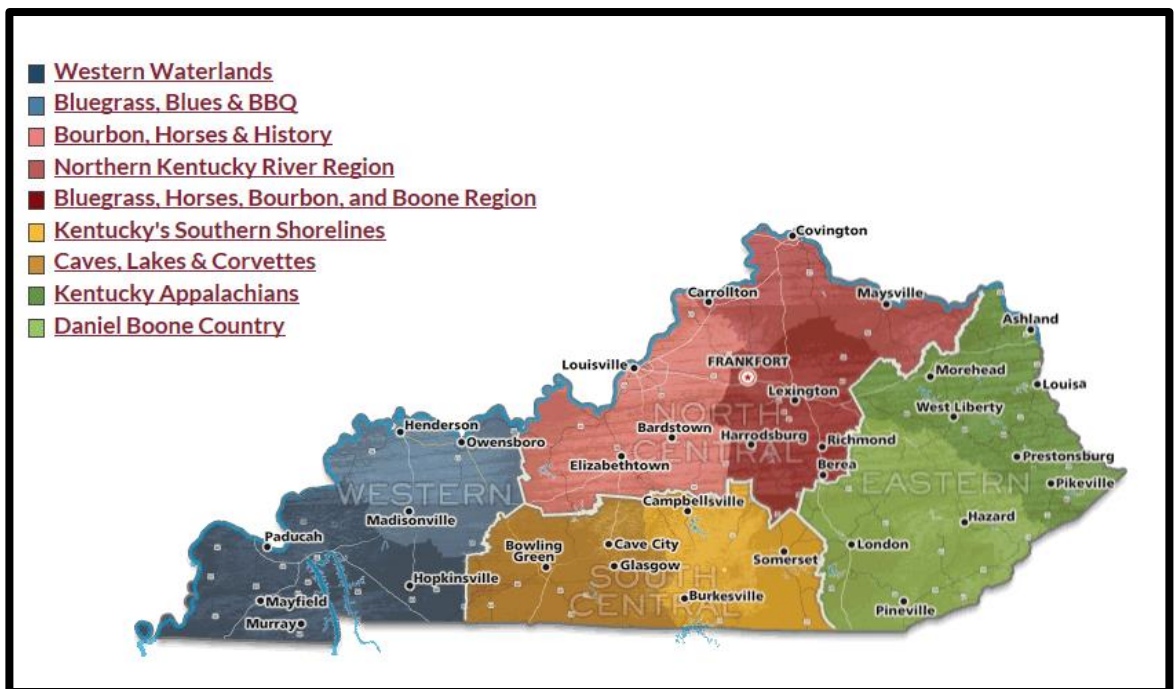 Western Waterlands
Bluegrass, Blues & BBQ
Bourbon, Horses & History
Northern Kentucky River Region
Bluegrass, Horses, Bourbon, and Boone Region
Kentucky's Southern Shorelines
Caves, Lakes & Corvettes
Kentucky Appalachians
Daniel Boone Country
Covington
Carrollton
Maysville
Ashland
Louisville
FRANKFORT
Morehead
Louisa
Lexington
West Liberty
NORTH
CENTRAL
Henderson
Owensboro
Bardstown
Harrodsburg
Richmond
Elizabethtown
Berea
Prestonsburg
WESTERN
EASTERN
Pikeville
Madisonville
Campbellsville
Hazard
Paducah
Bowling
Green
Cave City
Glasgow
Somerset
London
Hopkinsville
SOUTH
CENTRAL
Mayfield
Burkesville
Pineville
Murray